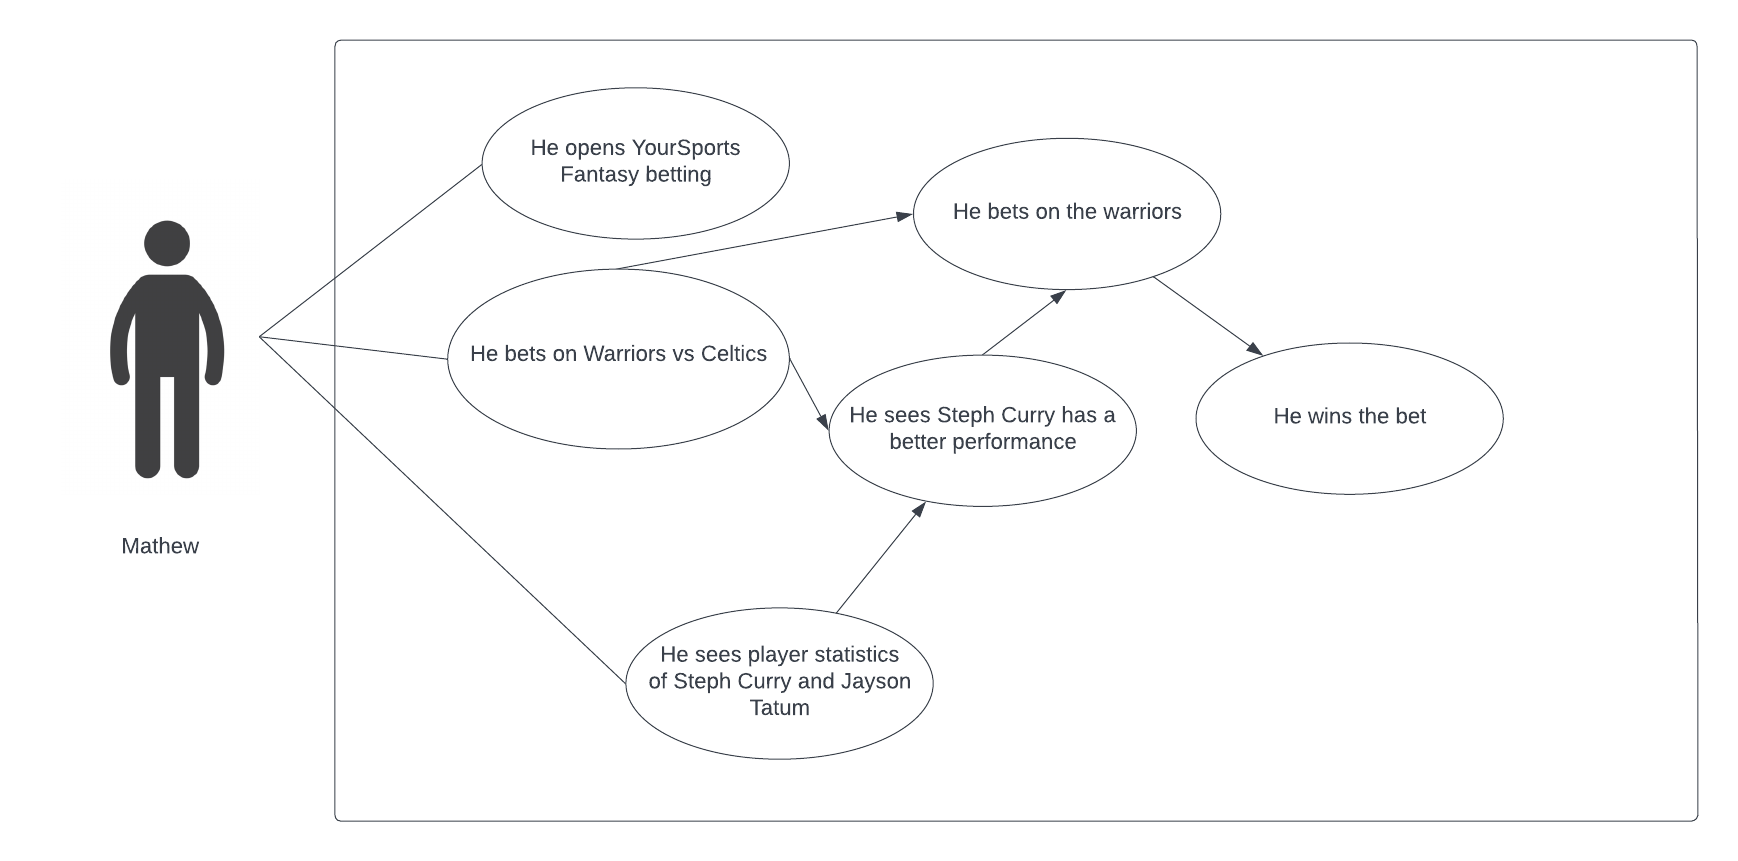 He opens YourSports
Fantasy betting
He bets on the warriors
He bets on Warriors vs Celtics
He sees Steph Curry has a
better performance
He wins the bet
Mathew
He sees player statistics
of Steph Curry and Jayson
Tatum